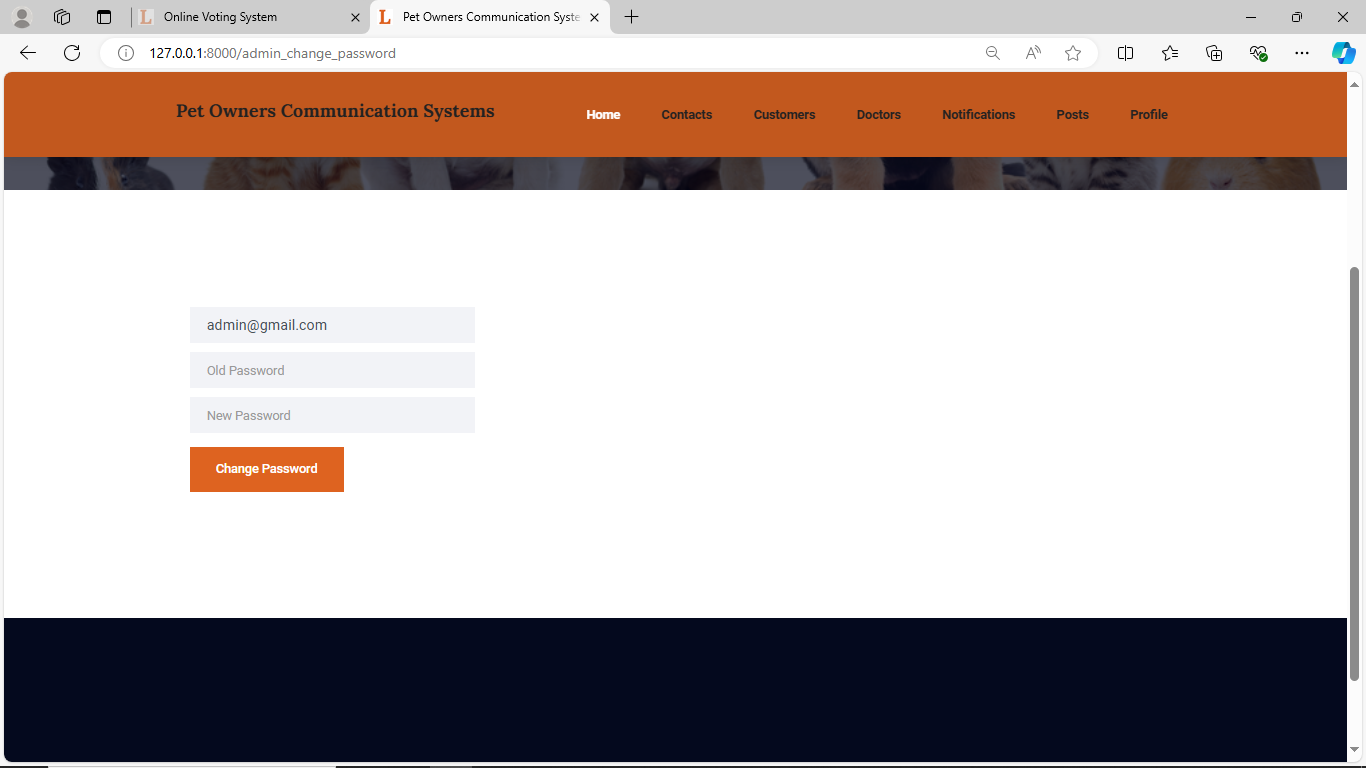 Online Voting System
Pet Owners Communication Syste
127.0.0.1:8000/admin_change_password
Pet Owners Communication Systems
Home Contacts Customers Doctors Notifications Posts Profile
admin@gmail.com
Old Password
New Password
Change Password